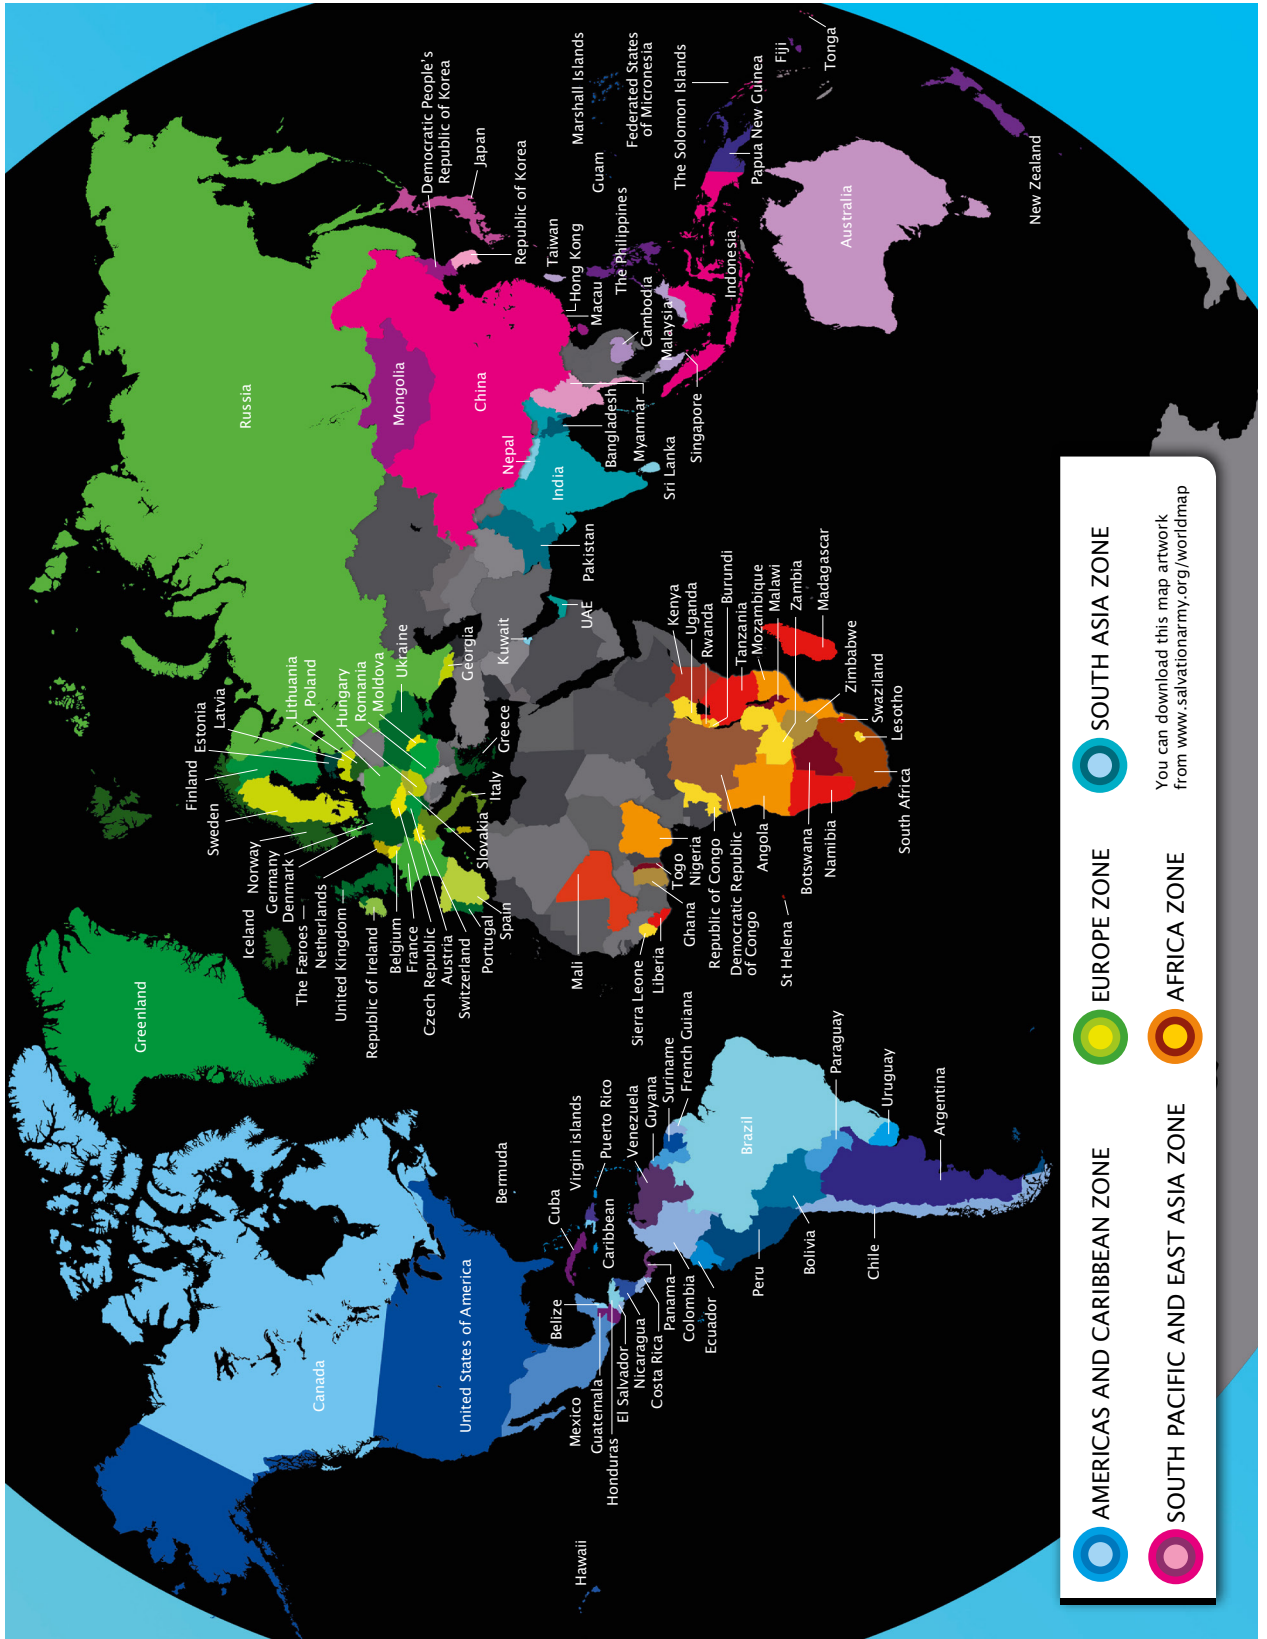 Greenland
Canada
United States of America
Hawaii
Bermuda
Mexico
Belize
Guatemala
Honduras
El Salvador
Nicaragua
Costa Rica
Panama
Cuba
Caribbean
Virgin islands
Puerto Rico
Venezuela
Guyana
Suriname
French Guiana
Colombia
Ecuador
Peru
Bolivia
Brazil
Paraguay
Uruguay
Argentina
Chile
Iceland
The Færoes
Norway
Sweden
Finland
Estonia
Latvia
Lithuania
Poland
Hungary
Romania
Moldova
Ukraine
Georgia
Germany
Denmark
Netherlands
United Kingdom
Republic of Ireland
Belgium
France
Czech Republic
Austria
Switzerland
Portugal
Spain
Slovakia
Italy
Greece
Russia
Mongolia
China
Democratic People's
Republic of Korea
Japan
Republic of Korea
Taiwan
Hong Kong
Macau
The Philippines
Cambodia
Malaysia
Indonesia
Singapore
Myanmar
Bangladesh
Nepal
India
Sri Lanka
Pakistan
UAE
Kuwait
Marshall Islands
Guam
Federated States
of Micronesia
The Solomon Islands
Papua New Guinea
Fiji
Tonga
Australia
New Zealand
Mali
Sierra Leone
Liberia
Ghana
Togo
Nigeria
Republic of Congo
Democratic Republic
of Congo
St Helena
Angola
Botswana
Namibia
South Africa
Lesotho
Swaziland
Zimbabwe
Madagascar
Zambia
Malawi
Mozambique
Tanzania
Burundi
Rwanda
Uganda
Kenya
AMERICAS AND CARIBBEAN ZONE
EUROPE ZONE
SOUTH ASIA ZONE
SOUTH PACIFIC AND EAST ASIA ZONE
AFRICA ZONE
You can download this map artwork
from www.salvationarmy.org/worldmap